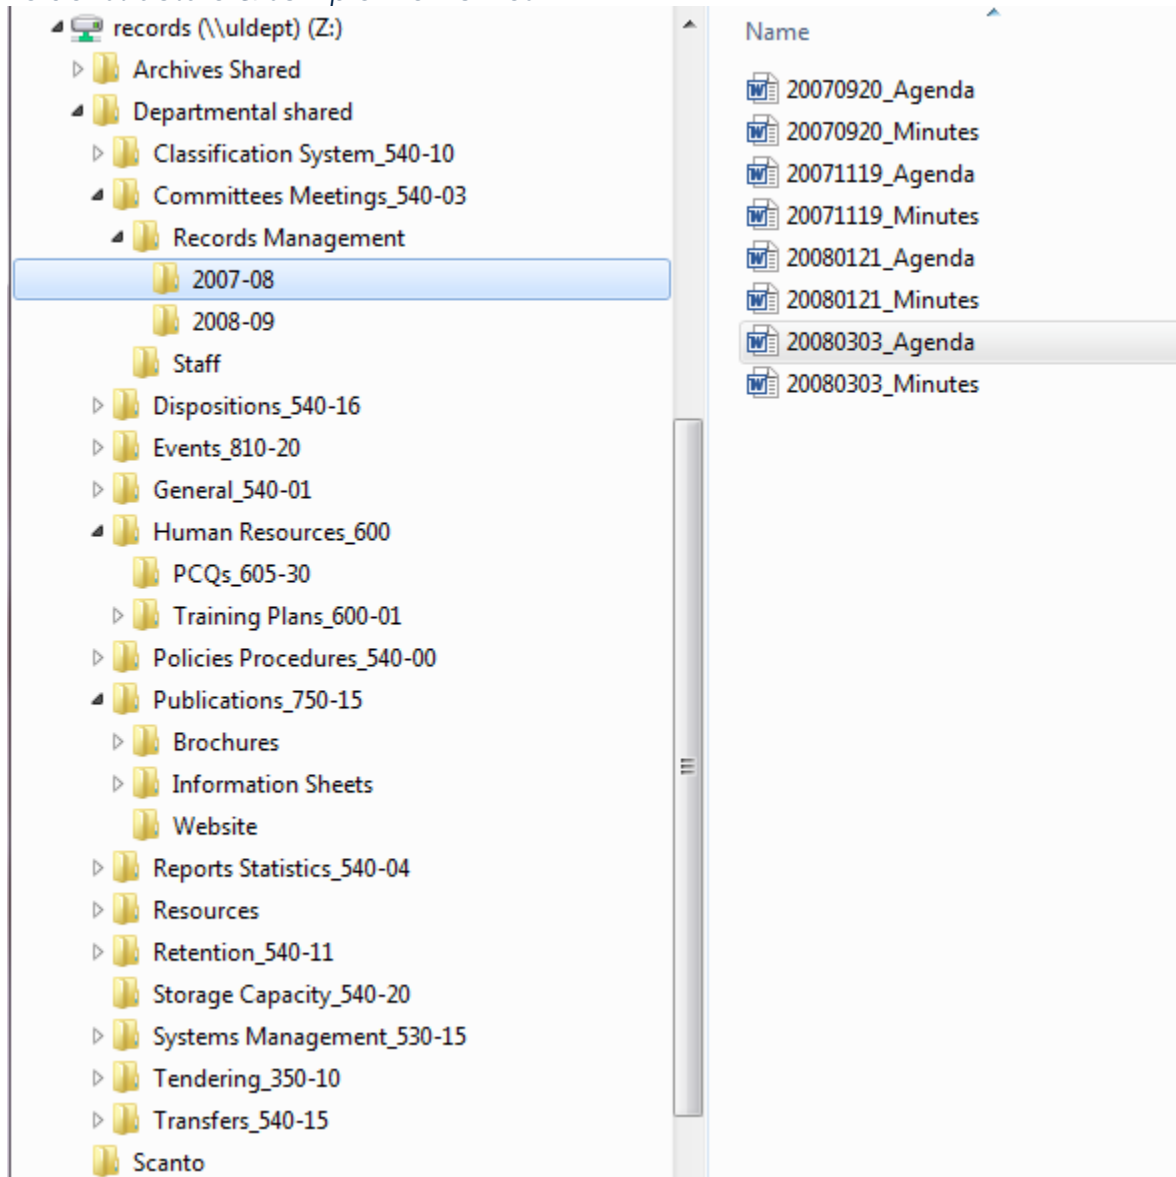 records (\\uldept) (Z:)
Archives Shared
Departmental shared
Classification System_540-10
Committees Meetings_540-03
Records Management
2007-08
2008-09
Staff
Dispositions_540-16
Events_810-20
General_540-01
Human Resources_600
PCQs_605-30
Training Plans_600-01
Policies Procedures_540-00
Publications_750-15
Brochures
Information Sheets
Website
Reports Statistics_540-04
Resources
Retention_540-11
Storage Capacity_540-20
Systems Management_530-15
Tendering_350-10
Transfers_540-15
Scanto
Name
20070920_Agenda
20070920_Minutes
20071119_Agenda
20071119_Minutes
20080121_Agenda
20080121_Minutes
20080303_Agenda
20080303_Minutes